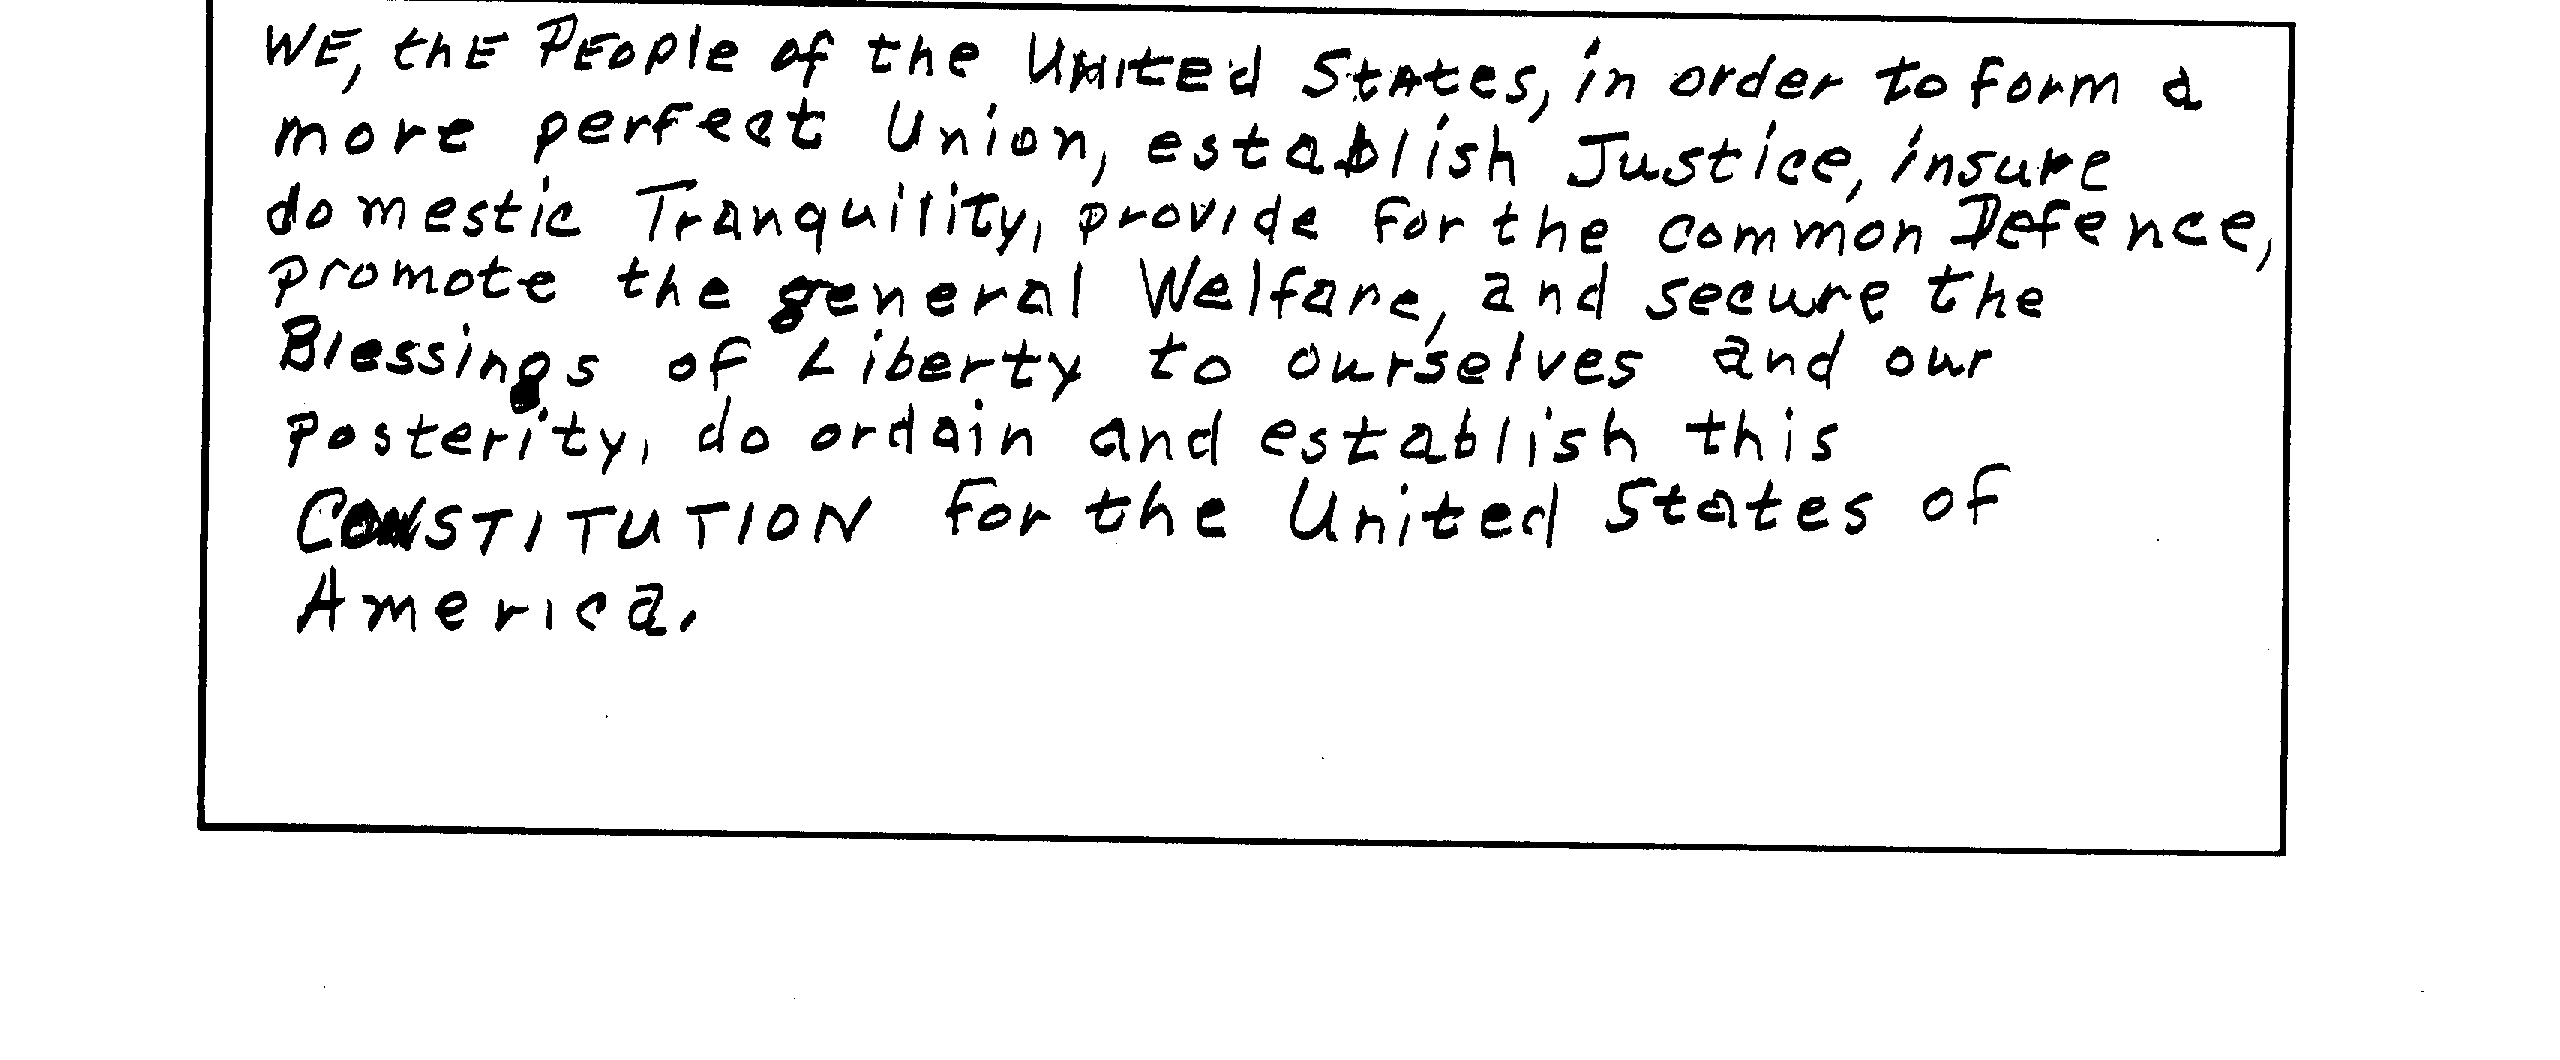 WE, thE PEople of the UNited StAtes, in order to form a
more perfect Union, establish Justice, insure
domestic Tranquility, provide for the common Defence,
promote the general Welfare, and secure the
Blessings of Liberty to ourselves and our
Posterity, do ordain and establish this
CONSTITUTION for the United States of
America.